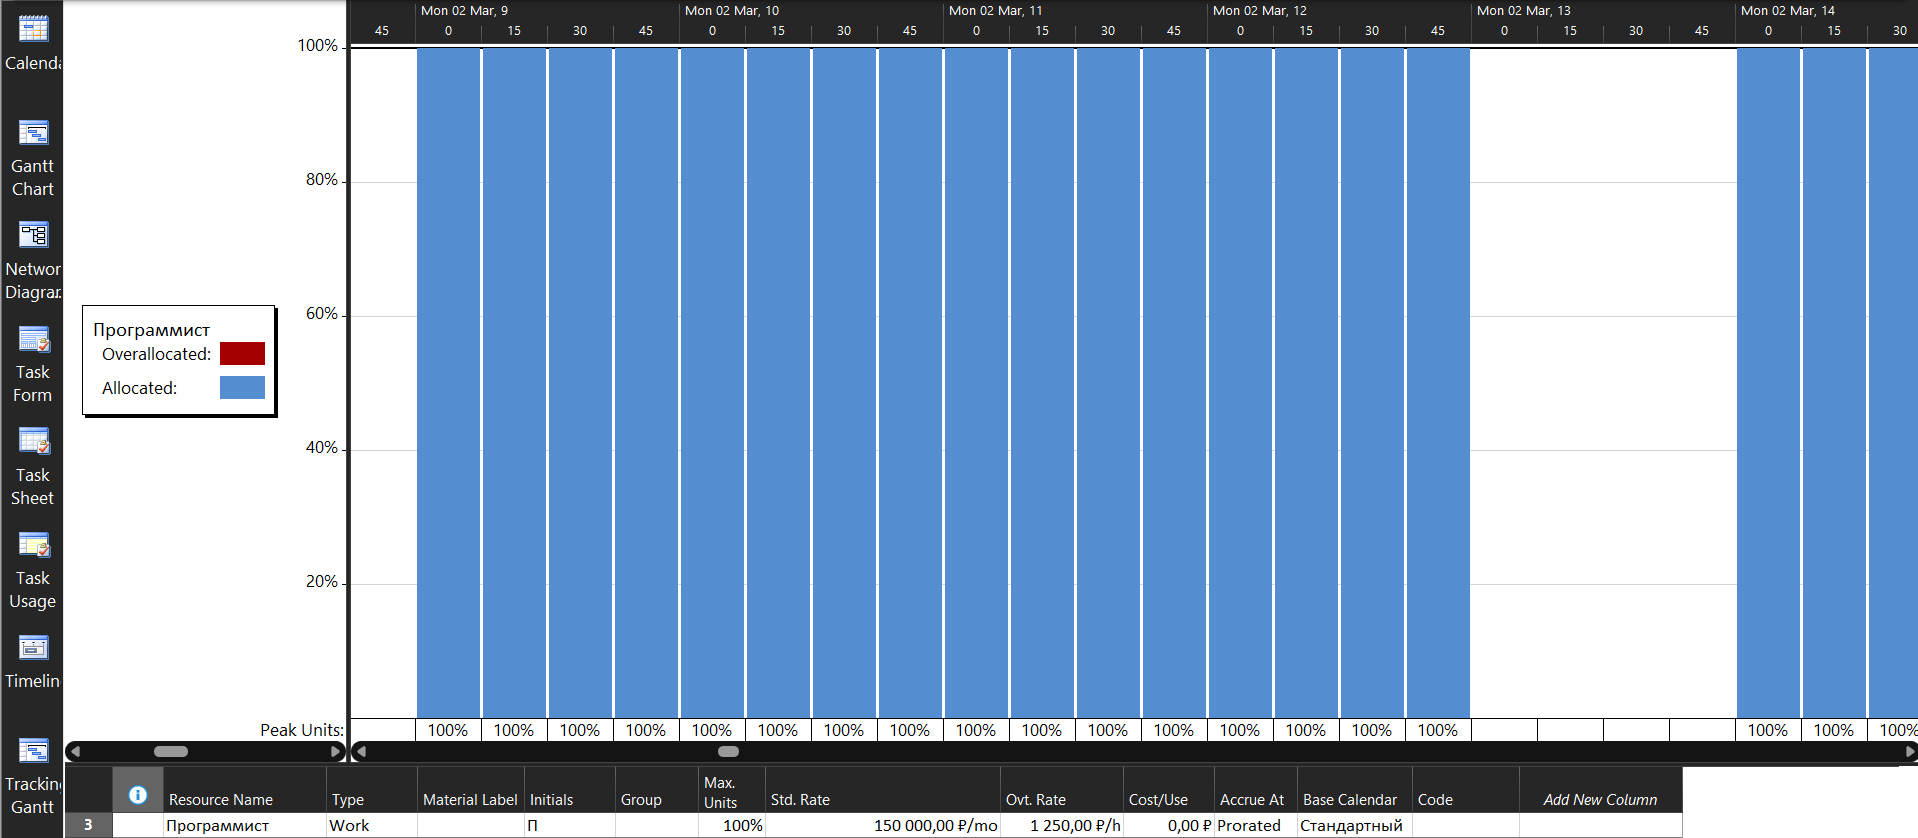 Mon 02 Mar, 9 Mon 02 Mar, 10 Mon 02 Mar, 11 Mon 02 Mar, 12 Mon 02 Mar, 13 Mon 02 Mar, 14
45 0 15 30 45 0 15 30 45 0 15 30 45 0 15 30 45 0 15 30 45 0 15 30
Calenda
Gantt
Chart
Networ
Diagrar
Task
Form
Task
Sheet
Task
Usage
Timelin
Tracking
Gantt
100%
80%
60%
40%
20%
Программист
Overallocated:
Allocated:
Peak Units: 100% 100% 100% 100% 100% 100% 100% 100% 100% 100% 100% 100% 100% 100% 100% 100% 100% 100% 100%
Resource Name Type Material Label Initials Group Max. Units Std. Rate Ovt. Rate Cost/Use Accrue At Base Calendar Code Add New Column
3 Программист Work П 100% 150 000,00 ₽/mo 1 250,00 ₽/h 0,00 ₽ Prorated Стандартный